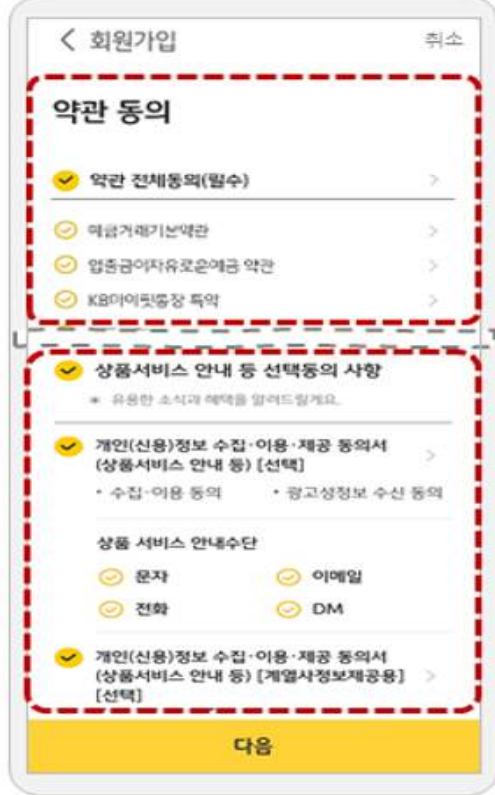 회원가입 취소
약관 동의
약관 전체동의(필수)
예금거래기본약관
입출금이자유로운예금 약관
KB마이핏통장 특약
상품서비스 안내 등 선택동의 사항
* 유용한 소식과 혜택을 알려드릴게요.
개인(신용)정보 수집·이용·제공 동의서
(상품서비스 안내 등) [선택]
• 수집·이용 동의 • 광고성정보 수신 동의
상품 서비스 안내수단
문자 이메일
전화 DM
개인(신용)정보 수집·이용·제공 동의서
(상품서비스 안내 등) [계열사정보제공용]
[선택]
다음